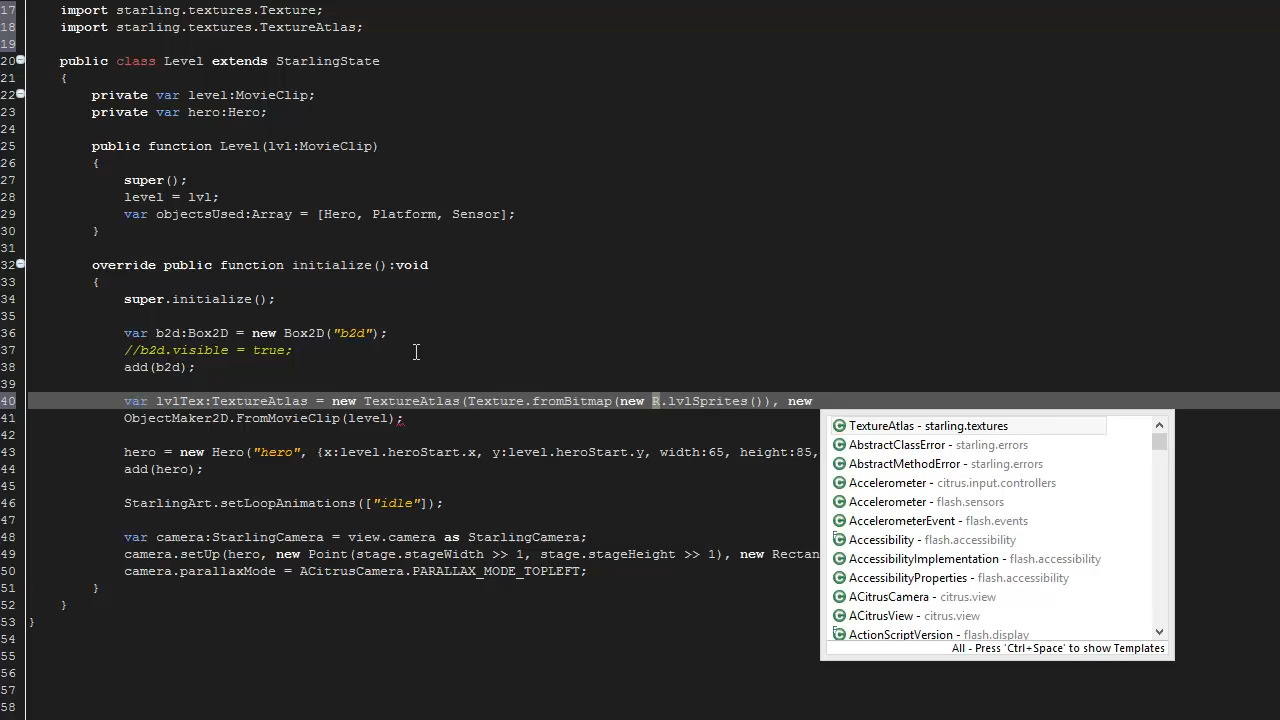 17 import starling.textures.Texture;
18 import starling.textures.TextureAtlas;
19
20 public class Level extends StarlingState
21 {
22 private var level:MovieClip;
23 private var hero:Hero;
24
25 public function Level(lvl:MovieClip)
26 {
27 super();
28 level = lvl;
29 var objectsUsed:Array = [Hero, Platform, Sensor];
30 }
31
32 override public function initialize():void
33 {
34 super.initialize();
35
36 var b2d:Box2D = new Box2D("b2d");
37 //b2d.visible = true;
38 add(b2d);
39
40 var lvlTex:TextureAtlas = new TextureAtlas(Texture.fromBitmap(new R.lvlSprites()), new
41 ObjectMaker2D.FromMovieClip(level);
42
43 hero = new Hero("hero", {x:level.heroStart.x, y:level.heroStart.y, width:65, height:85,
44 add(hero);
45
46 StarlingArt.setLoopAnimations(["idle"]);
47
48 var camera:StarlingCamera = view.camera as StarlingCamera;
49 camera.setUp(hero, new Point(stage.stageWidth >> 1, stage.stageHeight >> 1), new Rectan
50 camera.parallaxMode = ACitrusCamera.PARALLAX_MODE_TOPLEFT;
51 }
52 }
53 }
54
55
56
57
58
TextureAtlas - starling.textures
AbstractClassError - starling.errors
AbstractMethodError - starling.errors
Accelerometer - citrus.input.controllers
Accelerometer - flash.sensors
AccelerometerEvent - flash.events
Accessibility - flash.accessibility
AccessibilityImplementation - flash.accessibility
AccessibilityProperties - flash.accessibility
ACitrusCamera - citrus.view
ACitrusView - citrus.view
ActionScriptVersion - flash.display
All - Press 'Ctrl+Space' to show Templates